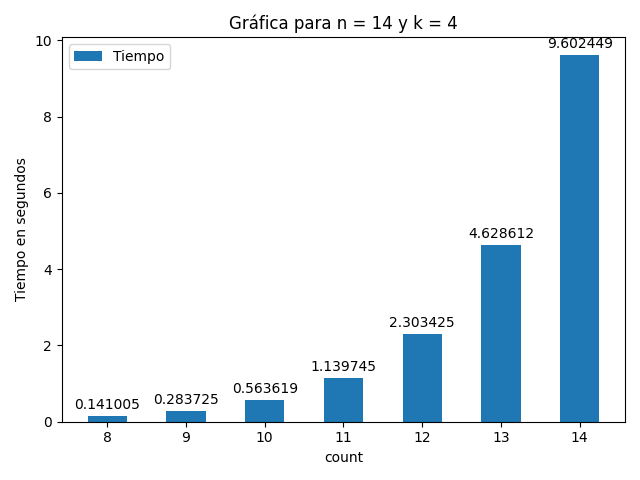 Gráfica para n = 14 y k = 4
Tiempo
Tiempo en segundos
10
8
6
4
2
0
0.141005
0.283725
0.563619
1.139745
2.303425
4.628612
9.602449
8 9 10 11 12 13 14
count